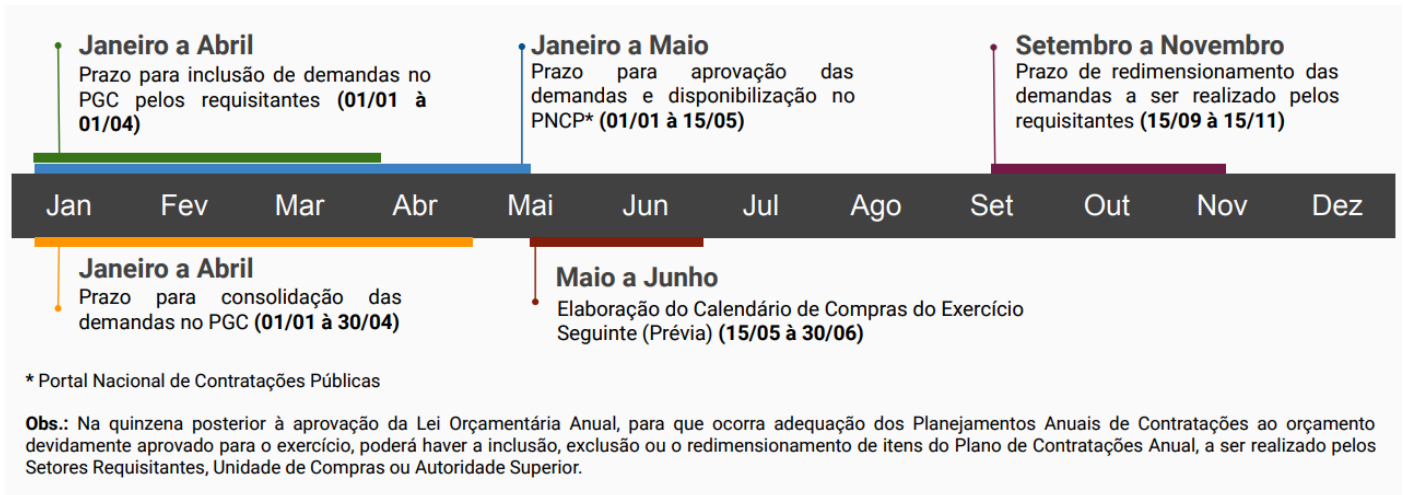 Janeiro a Abril
Prazo para inclusão de demandas no
PGC pelos requisitantes (01/01 à
01/04)
Janeiro a Maio
Prazo para aprovação das
demandas e disponibilização no
PNCP* (01/01 à 15/05)
Setembro a Novembro
Prazo de redimensionamento das
demandas a ser realizado pelos
requisitantes (15/09 à 15/11)
Jan Fev Mar Abr Mai Jun Jul Ago Set Out Nov Dez
Janeiro a Abril
Prazo para consolidação das
demandas no PGC (01/01 à 30/04)
Maio a Junho
Elaboração do Calendário de Compras do Exercício
Seguinte (Prévia) (15/05 à 30/06)
* Portal Nacional de Contratações Públicas
Obs.: Na quinzena posterior à aprovação da Lei Orçamentária Anual, para que ocorra adequação dos Planejamentos Anuais de Contratações ao orçamento
devidamente aprovado para o exercício, poderá haver a inclusão, exclusão ou o redimensionamento de itens do Plano de Contratações Anual, a ser realizado pelos
Setores Requisitantes, Unidade de Compras ou Autoridade Superior.